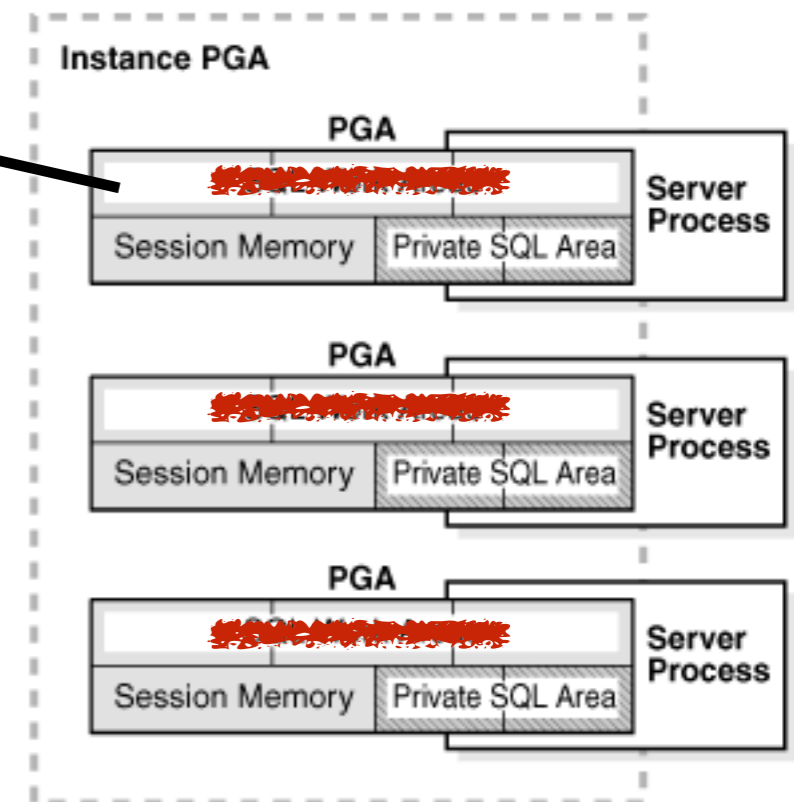 Instance PGA
PGA
Server
Process
Session Memory
Private SQL Area
PGA
Server
Process
Session Memory
Private SQL Area
PGA
Server
Process
Session Memory
Private SQL Area